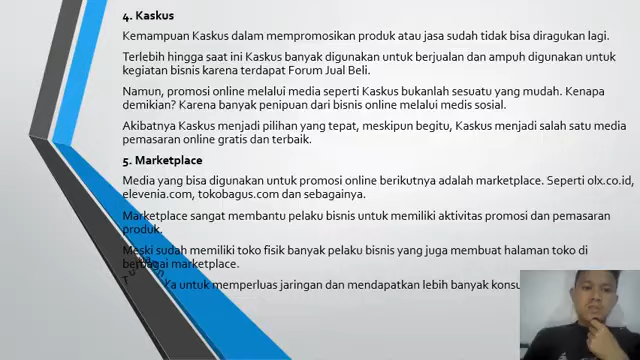 4. Kaskus
Kemampuan Kaskus dalam mempromosikan produk atau jasa sudah tidak bisa diragukan lagi.
Terlebih hingga saat ini Kaskus banyak digunakan untuk berjualan dan ampuh digunakan untuk
kegiatan bisnis karena terdapat Forum Jual Beli.
Namun, promosi online melalui media seperti Kaskus bukanlah sesuatu yang mudah. Kenapa
demikian? Karena banyak penipuan dari bisnis online melalui medis sosial.
Akibatnya Kaskus menjadi pilihan yang tepat, meskipun begitu, Kaskus menjadi salah satu media
pemasaran online gratis dan terbaik.
5. Marketplace
Media yang bisa digunakan untuk promosi online berikutnya adalah marketplace. Seperti olx.co.id,
elevenia.com, tokobagus.com dan sebagainya.
Marketplace sangat membantu pelaku bisnis untuk memiliki aktivitas promosi dan pemasaran
produk.
Meski sudah memiliki toko fisik banyak pelaku bisnis yang juga membuat halaman toko di
berbagai marketplace.
untuk memperluas jaringan dan mendapatkan lebih banyak